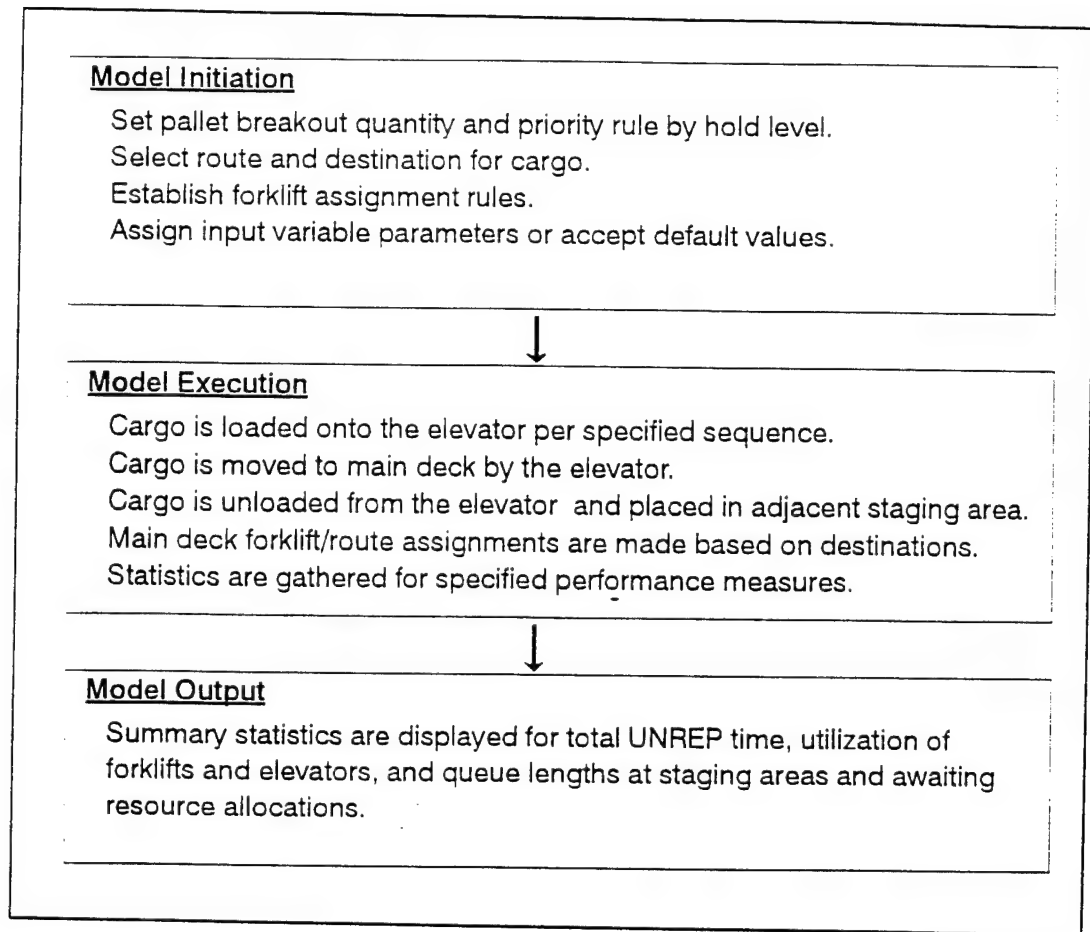 Model Initiation
Set pallet breakout quantity and priority rule by hold level.
Select route and destination for cargo.
Establish forklift assignment rules.
Assign input variable parameters or accept default values.
Model Execution
Cargo is loaded onto the elevator per specified sequence.
Cargo is moved to main deck by the elevator.
Cargo is unloaded from the elevator and placed in adjacent staging area.
Main deck forklift/route assignments are made based on destinations.
Statistics are gathered for specified performance measures.
Model Output
Summary statistics are displayed for total UNREP time, utilization of
forklifts and elevators, and queue lengths at staging areas and awaiting
resource allocations.